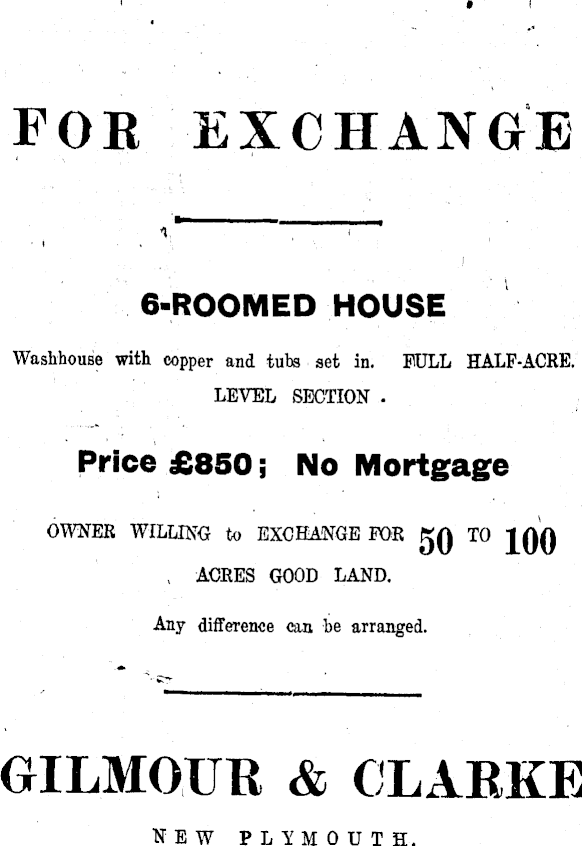 FOR EXCHANGE
6-ROOMED HOUSE
Washhouse with copper and tubs set in. FULL HALF-ACRE.
LEVEL SECTION .
Price £850; No Mortgage
OWNER WILLING to EXCHANGE FOR 50 TO 100
ACRES GOOD LAND.
Any difference can be arranged.
GILMOUR & CLARKE
NEW PLYMOUTH.